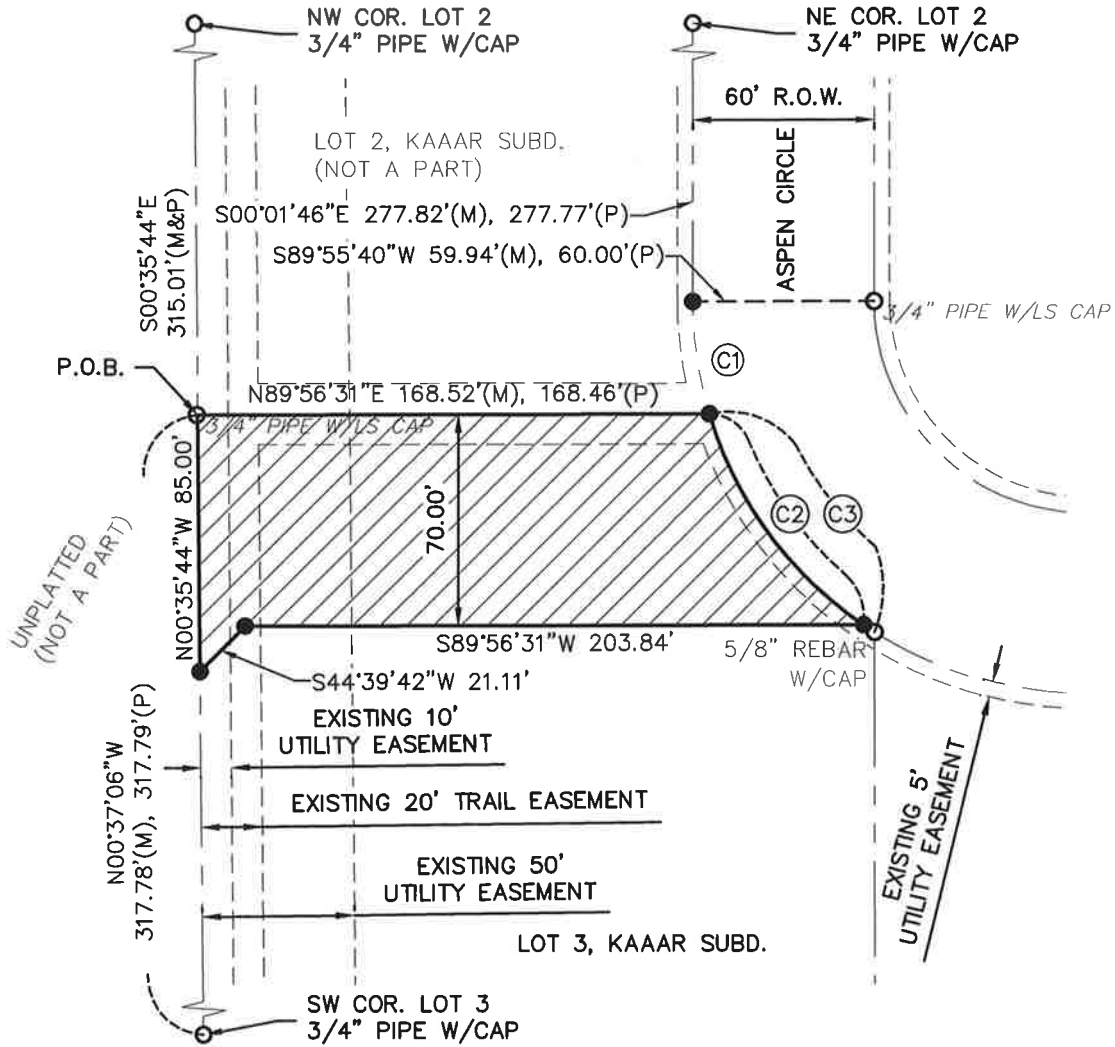 NW COR. LOT 2
3/4" PIPE W/CAP
NE COR. LOT 2
3/4" PIPE W/CAP
60' R.O.W.
ASPEN CIRCLE
LOT 2, KAAAR SUBD.
(NOT A PART)
S00°01'46"E 277.82'(M), 277.77'(P)
S89°55'40"W 59.94'(M), 60.00'(P)
S00°35'44"E
315.01'(M&P)
3/4" PIPE W/LS CAP
P.O.B.
C1
N89°56'31"E 168.52'(M), 168.46'(P)
3/4" PIPE W/LS CAP
N00°35'44"W 85.00'
70.00'
C2
C3
UNPLATTED
(NOT A PART)
S89°56'31"W 203.84'
5/8" REBAR
W/CAP
S44°39'42"W 21.11'
EXISTING 10'
UTILITY EASEMENT
N00°37'06"W
317.78'(M), 317.79'(P)
EXISTING 20' TRAIL EASEMENT
EXISTING 50'
UTILITY EASEMENT
EXISTING 5'
UTILITY EASEMENT
LOT 3, KAAAR SUBD.
SW COR. LOT 3
3/4" PIPE W/CAP